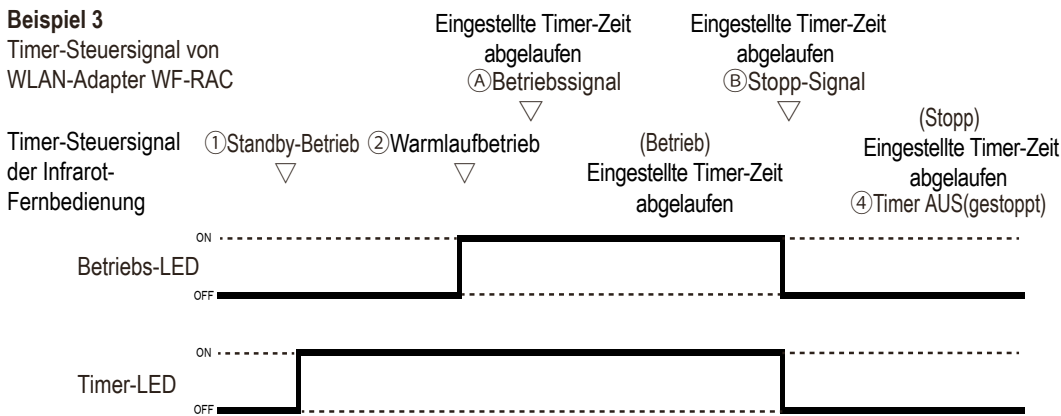 Beispiel 3
Timer-Steuersignal von
WLAN-Adapter WF-RAC
Eingestellte Timer-Zeit
abgelaufen
ⒶBetriebssignal
Eingestellte Timer-Zeit
abgelaufen
ⒷStopp-Signal
Timer-Steuersignal
der Infrarot-
Fernbedienung
①Standby-Betrieb
②Warmlaufbetrieb
(Betrieb)
Eingestellte Timer-Zeit
abgelaufen
(Stopp)
Eingestellte Timer-Zeit
abgelaufen
④Timer AUS(gestoppt)
ON
Betriebs-LED
OFF
ON
Timer-LED
OFF